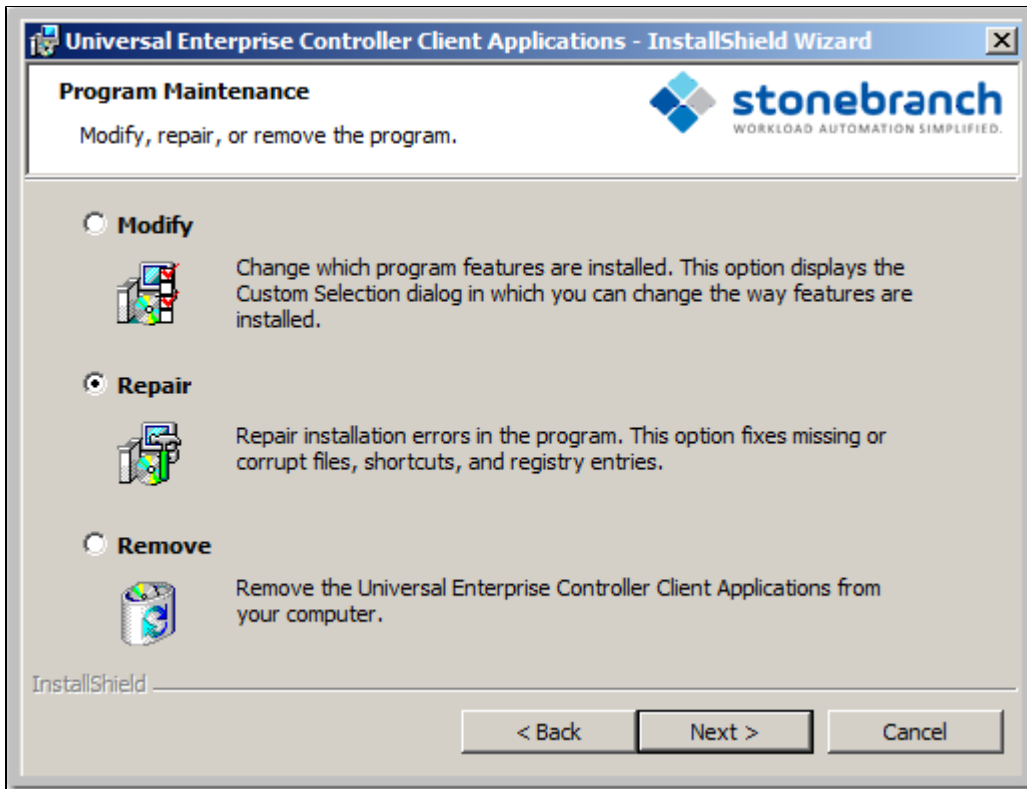 Universal Enterprise Controller Client Applications - InstallShield Wizard
Program Maintenance
Modify, repair, or remove the program.
stonebranch
WORKLOAD AUTOMATION SIMPLIFIED.
Modify
Change which program features are installed. This option displays the
Custom Selection dialog in which you can change the way features are
installed.
Repair
Repair installation errors in the program. This option fixes missing or
corrupt files, shortcuts, and registry entries.
Remove
Remove the Universal Enterprise Controller Client Applications from
your computer.
InstallShield
< Back Next > Cancel